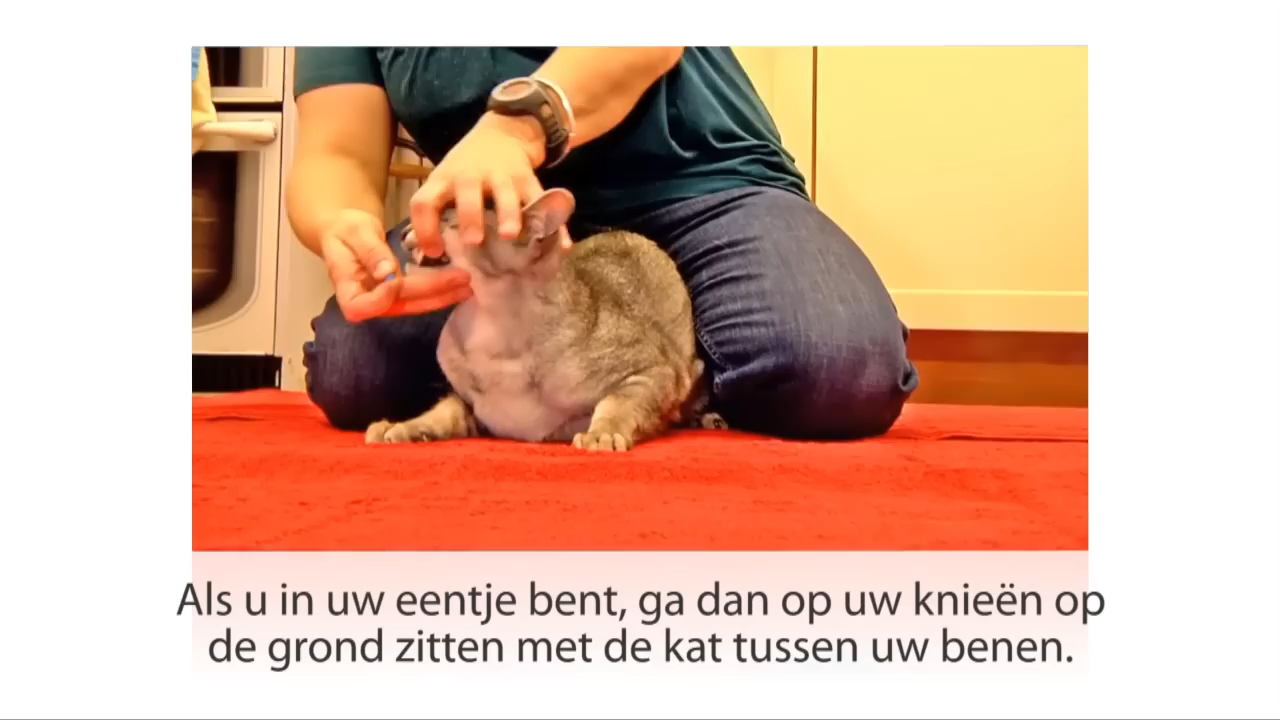 Als u in uw eentje bent, ga dan op uw knieën op
de grond zitten met de kat tussen uw benen.